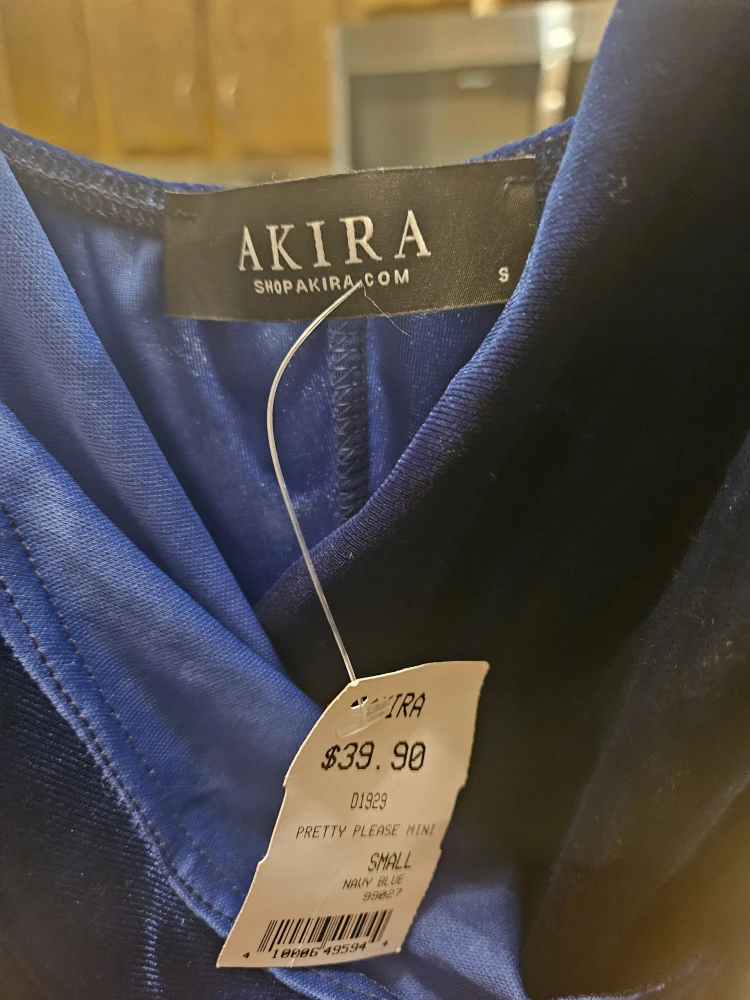 AKIRA
SHOPAKIRA.COM
S
$39.90
D1929
PRETTY PLEASE MINI
SMALL
NAVY BLUE
99027
4 10006 49594 4